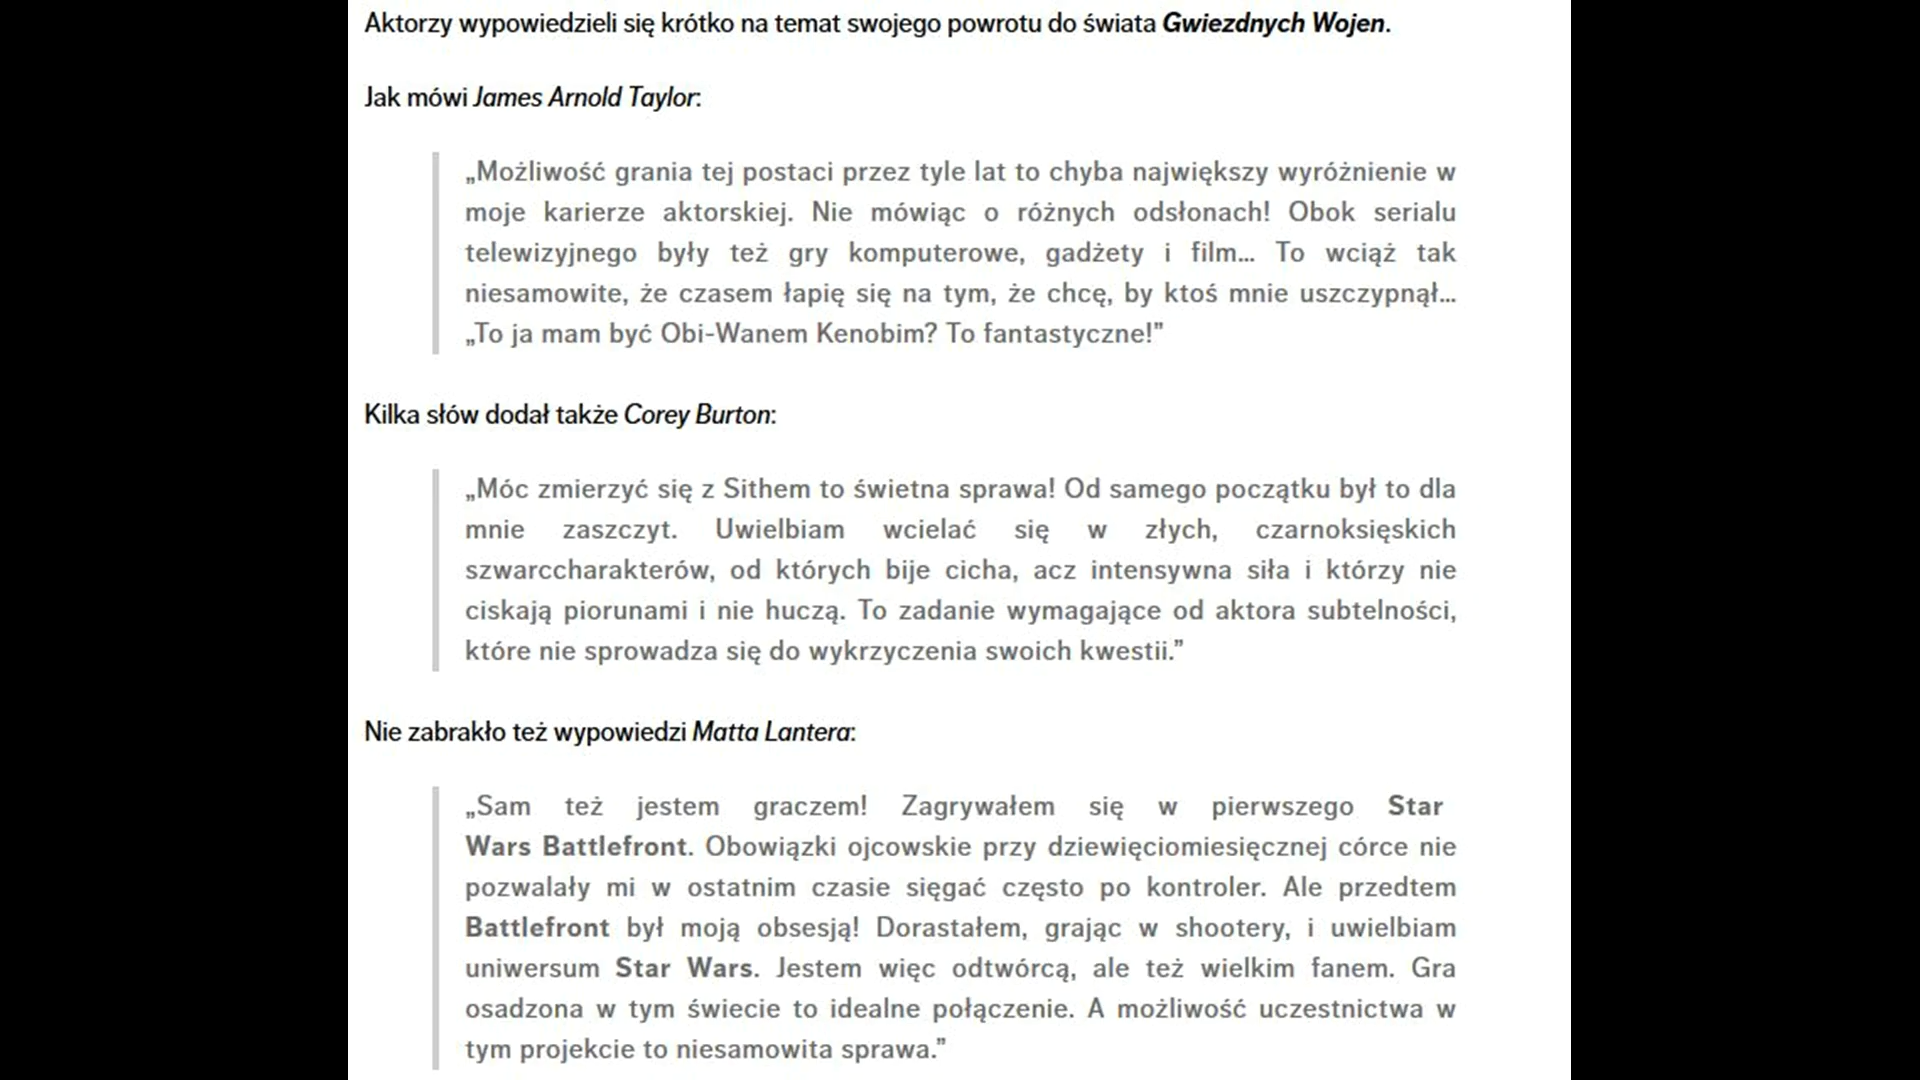 Aktorzy wypowiedzieli się krótko na temat swojego powrotu do świata Gwiezdnych Wojen.
Jak mówi James Arnold Taylor:
„Możliwość grania tej postaci przez tyle lat to chyba największy wyróżnienie w
moje karierze aktorskiej. Nie mówiąc o różnych odsłonach! Obok serialu
telewizyjnego były też gry komputerowe, gadżety i film... To wciąż tak
niesamowite, że czasem łapię się na tym, że chcę, by ktoś mnie uszczypnął...
„To ja mam być Obi-Wanem Kenobim? To fantastyczne!”
Kilka słów dodał także Corey Burton:
„Móc zmierzyć się z Sithem to świetna sprawa! Od samego początku był to dla
mnie zaszczyt. Uwielbiam wcielać się w złych, czarnoksięskich
szwarccharakterów, od których bije cicha, acz intensywna siła i którzy nie
ciskają piorunami i nie huczą. To zadanie wymagające od aktora subtelności,
które nie sprowadza się do wykrzyczenia swoich kwestii.”
Nie zabrakło też wypowiedzi Matta Lantera:
„Sam też jestem graczem! Zagrywałem się w pierwszego Star
Wars Battlefront. Obowiązki ojcowskie przy dziewięciomiesięcznej córce nie
pozwalały mi w ostatnim czasie sięgać często po kontroler. Ale przedtem
Battlefront był moją obsesją! Dorastałem, grając w shootery, i uwielbiam
uniwersum Star Wars. Jestem więc odtwórcą, ale też wielkim fanem. Gra
osadzona w tym świecie to idealne połączenie. A możliwość uczestnictwa w
tym projekcie to niesamowita sprawa.”